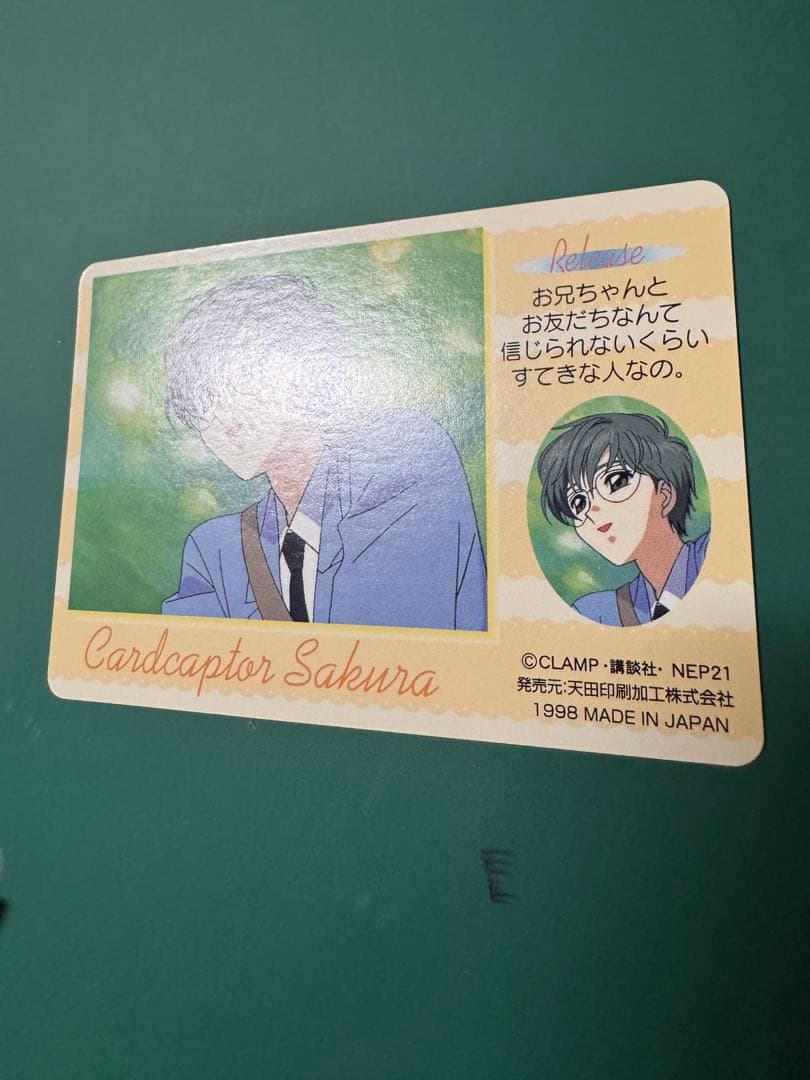 Release
お兄ちゃんと
お友だちなんて
信じられないくらい
すてきな人なの。
Cardcaptor Sakura
©CLAMP・講談社・NEP21
発売元:天田印刷加工株式会社
1998 MADE IN JAPAN